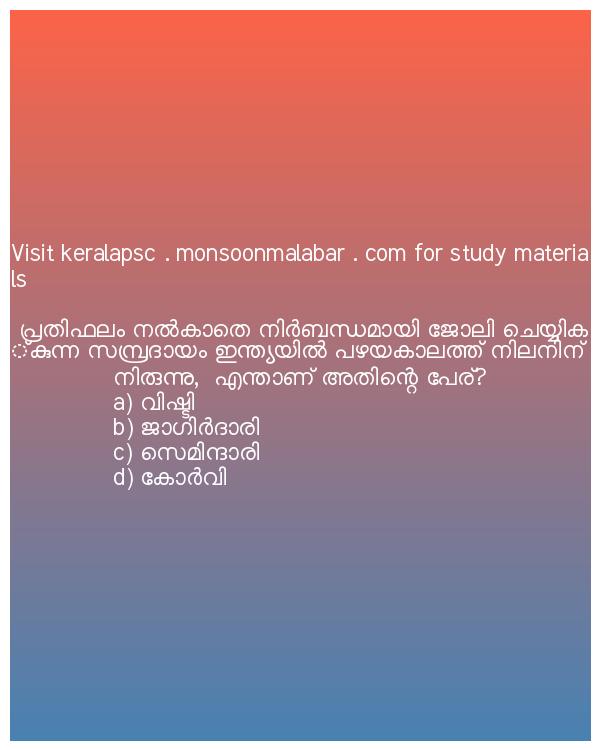 Visit keralapsc . monsoonmalabar . com for study materia
ls
പ്രതിഫലം നൽകാതെ നിർബന്ധമായി ജോലി ചെയ്യിക
്കുന്ന സമ്പ്രദായം ഇന്ത്യയിൽ പഴയകാലത്ത് നിലനിന്
നിരുന്നു, എന്താണ് അതിന്റെ പേര്?
a) വിഷ്ടി
b) ജാഗിർദാരി
c) സെമിന്ദാരി
d) കോർവി